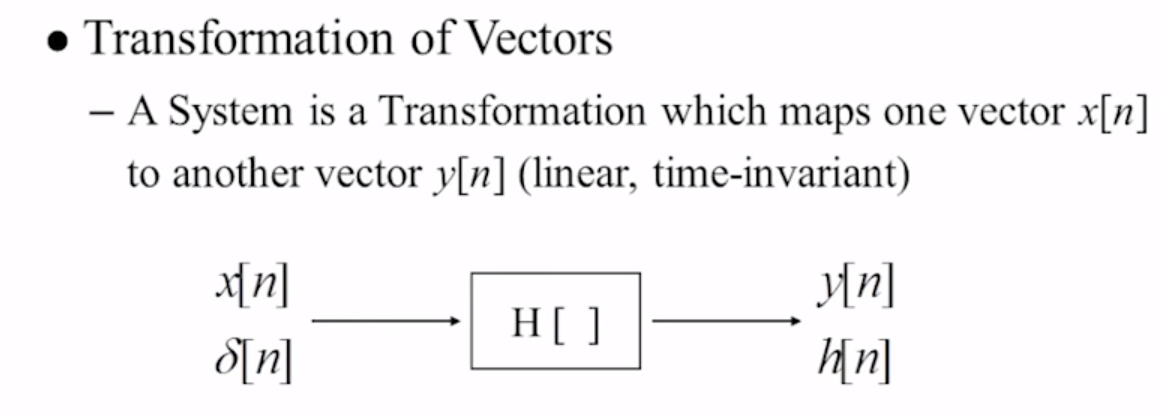 • Transformation of Vectors
– A System is a Transformation which maps one vector x[n]
to another vector y[n] (linear, time-invariant)
x[n] H[ ] y[n]
δ[n] h[n]